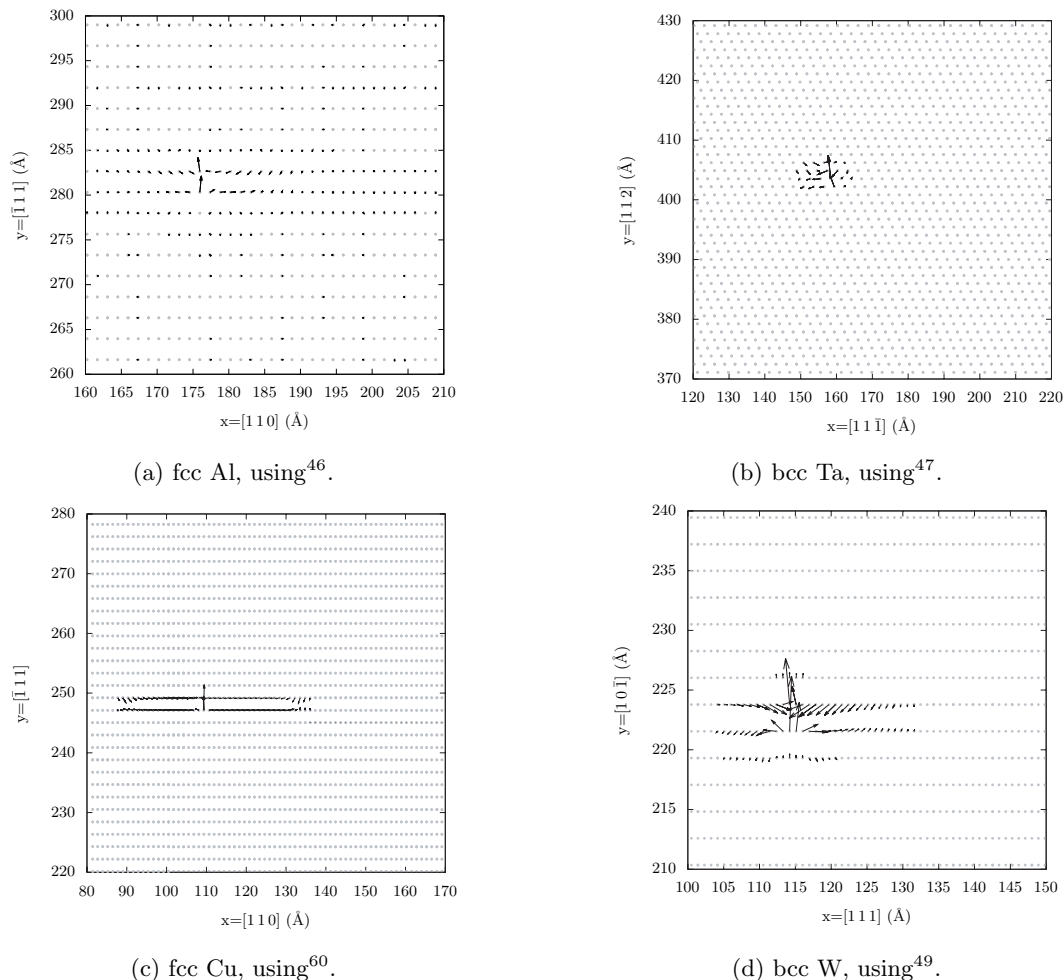 300
295
290
285
280
275
270
265
260
y=[1̄ 1 1] (Å)
160 165 170 175 180 185 190 195 200 205 210
x=[1 1 0] (Å)
(a) fcc Al, using46.
430
420
410
400
390
380
370
y=[1 1 2] (Å)
120 130 140 150 160 170 180 190 200 210 220
x=[1 1 1̄] (Å)
(b) bcc Ta, using47.
280
270
260
250
240
230
220
y=[1̄ 1 1]
80 90 100 110 120 130 140 150 160 170
x=[1 1 0] (Å)
(c) fcc Cu, using60.
240
235
230
225
220
215
210
y=[1 0 1̄] (Å)
100 105 110 115 120 125 130 135 140 145 150
x=[1 1 1] (Å)
(d) bcc W, using49.